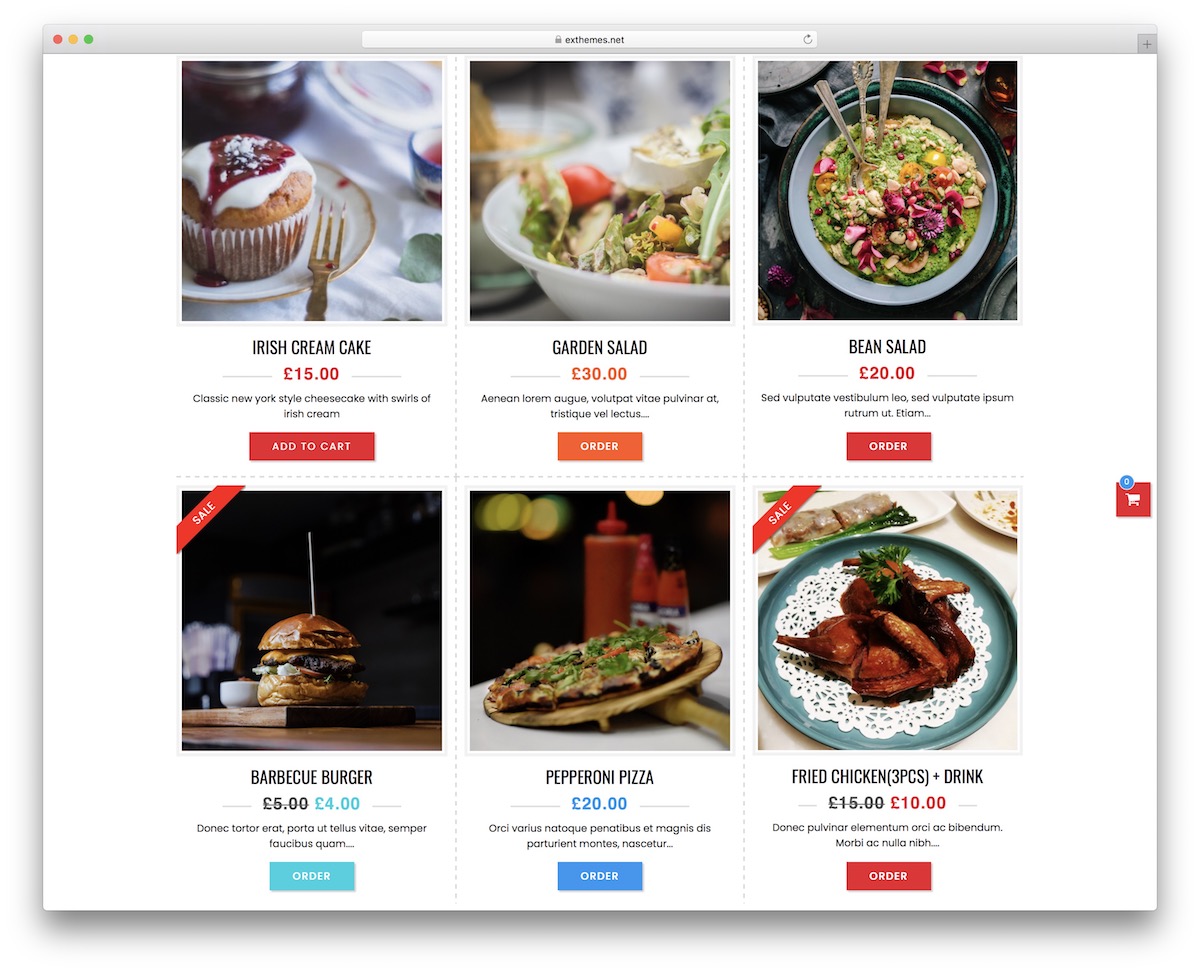 exthemes.net
IRISH CREAM CAKE
£15.00
Classic new york style cheesecake with swirls of
irish cream
ADD TO CART
GARDEN SALAD
£30.00
Aenean lorem augue, volutpat vitae pulvinar at,
tristique vel lectus....
ORDER
BEAN SALAD
£20.00
Sed vulputate vestibulum leo, sed vulputate ipsum
rutrum ut. Etiam...
ORDER
0
SALE
BARBECUE BURGER
£5.00 £4.00
Donec tortor erat, porta ut tellus vitae, semper
faucibus quam....
ORDER
PEPPERONI PIZZA
£20.00
Orci varius natoque penatibus et magnis dis
parturient montes, nascetur...
ORDER
SALE
FRIED CHICKEN(3PCS) + DRINK
£15.00 £10.00
Donec pulvinar elementum orci ac bibendum.
Morbi ac nulla nibh....
ORDER